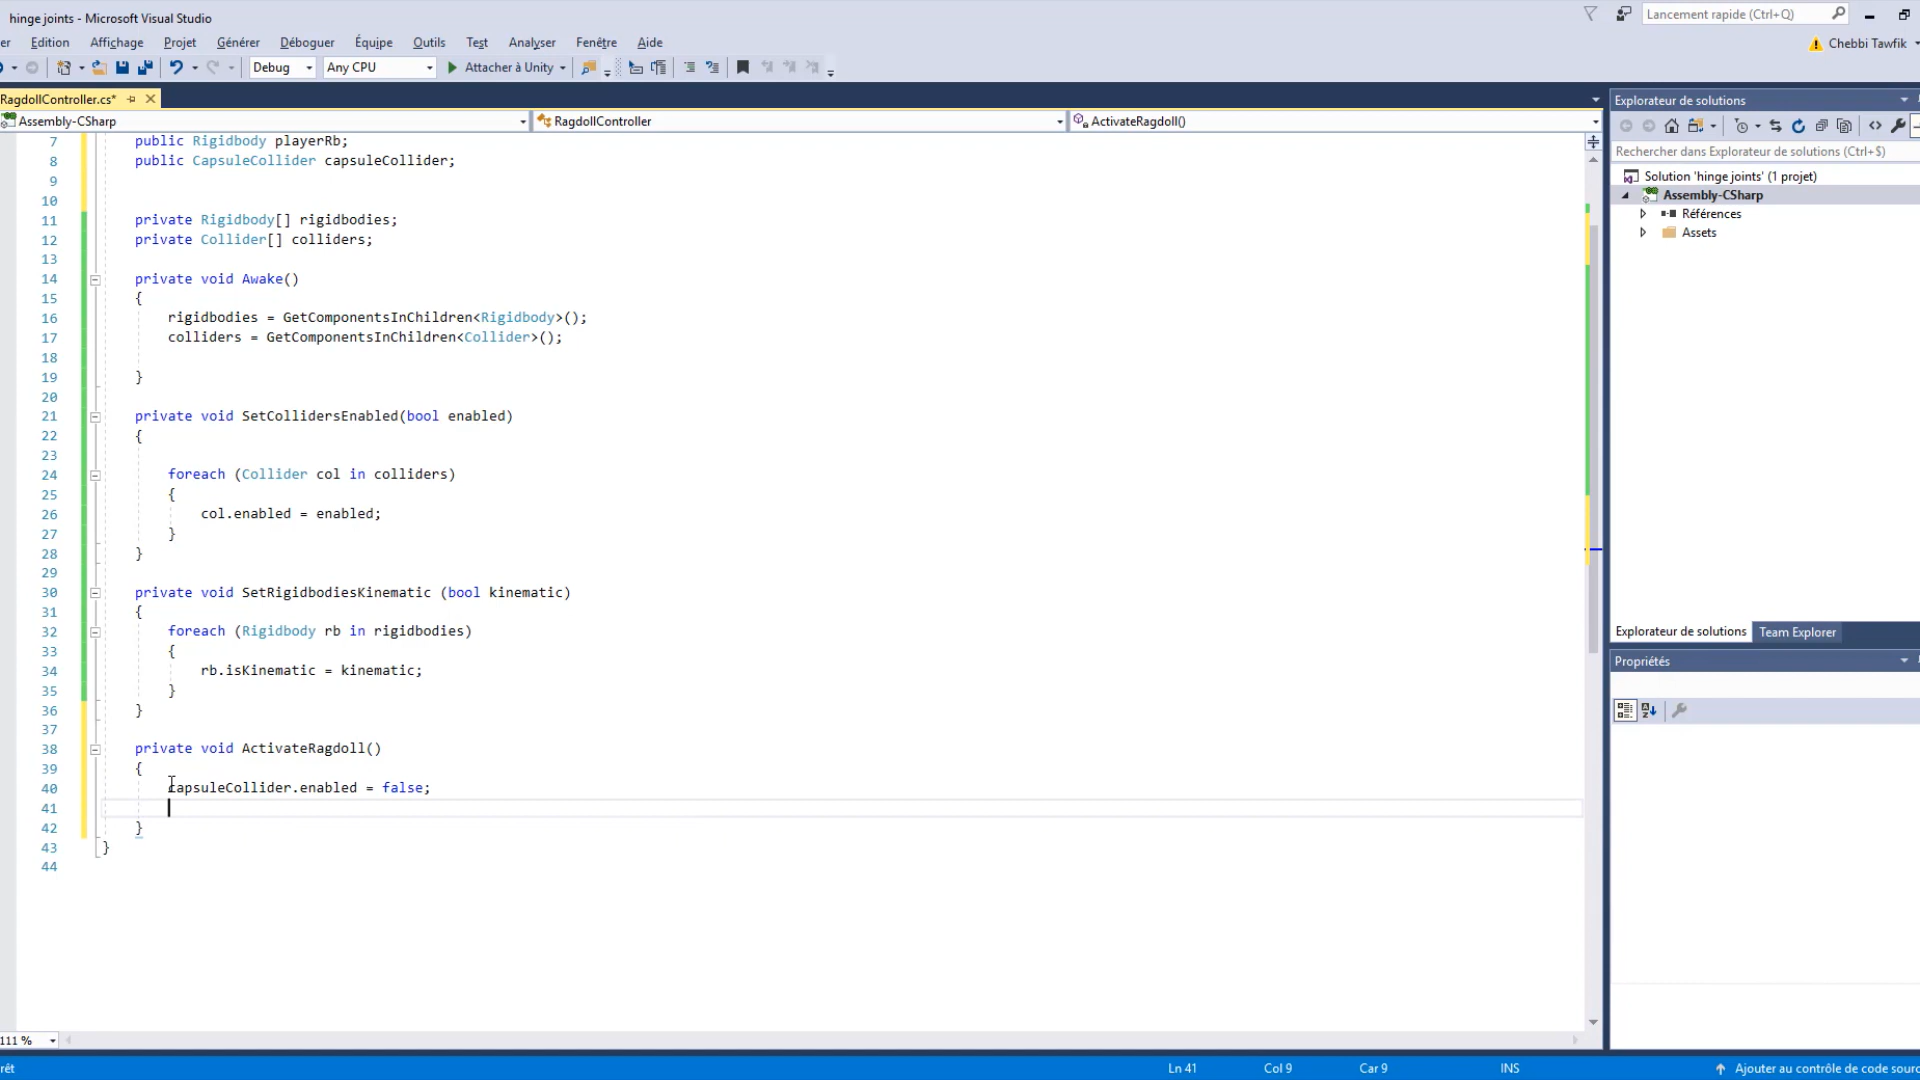 hinge joints - Microsoft Visual Studio
Lancement rapide (Ctrl+Q)
er Edition Affichage Projet Générer Déboguer Équipe Outils Test Analyser Fenêtre Aide
Chebbi Tawfik
Debug Any CPU Attacher à Unity
RagdollController.cs*
Explorateur de solutions
Assembly-CSharp RagdollController ActivateRagdoll()
Rechercher dans Explorateur de solutions (Ctrl+$)
Solution 'hinge joints' (1 projet)
Assembly-CSharp
Références
Assets
7 public Rigidbody playerRb;
8 public CapsuleCollider capsuleCollider;
9
10
11 private Rigidbody[] rigidbodies;
12 private Collider[] colliders;
13
14 private void Awake()
15 {
16 rigidbodies = GetComponentsInChildren<Rigidbody>();
17 colliders = GetComponentsInChildren<Collider>();
18
19 }
20
21 private void SetCollidersEnabled(bool enabled)
22 {
23
24 foreach (Collider col in colliders)
25 {
26 col.enabled = enabled;
27 }
28 }
29
30 private void SetRigidbodiesKinematic (bool kinematic)
31 {
32 foreach (Rigidbody rb in rigidbodies)
33 {
34 rb.isKinematic = kinematic;
35 }
36 }
37
38 private void ActivateRagdoll()
39 {
40 capsuleCollider.enabled = false;
41
42 }
43 }
44
Explorateur de solutions Team Explorer
Propriétés
111 %
rêt Ln 41 Col 9 Car 9 INS Ajouter au contrôle de code sourc